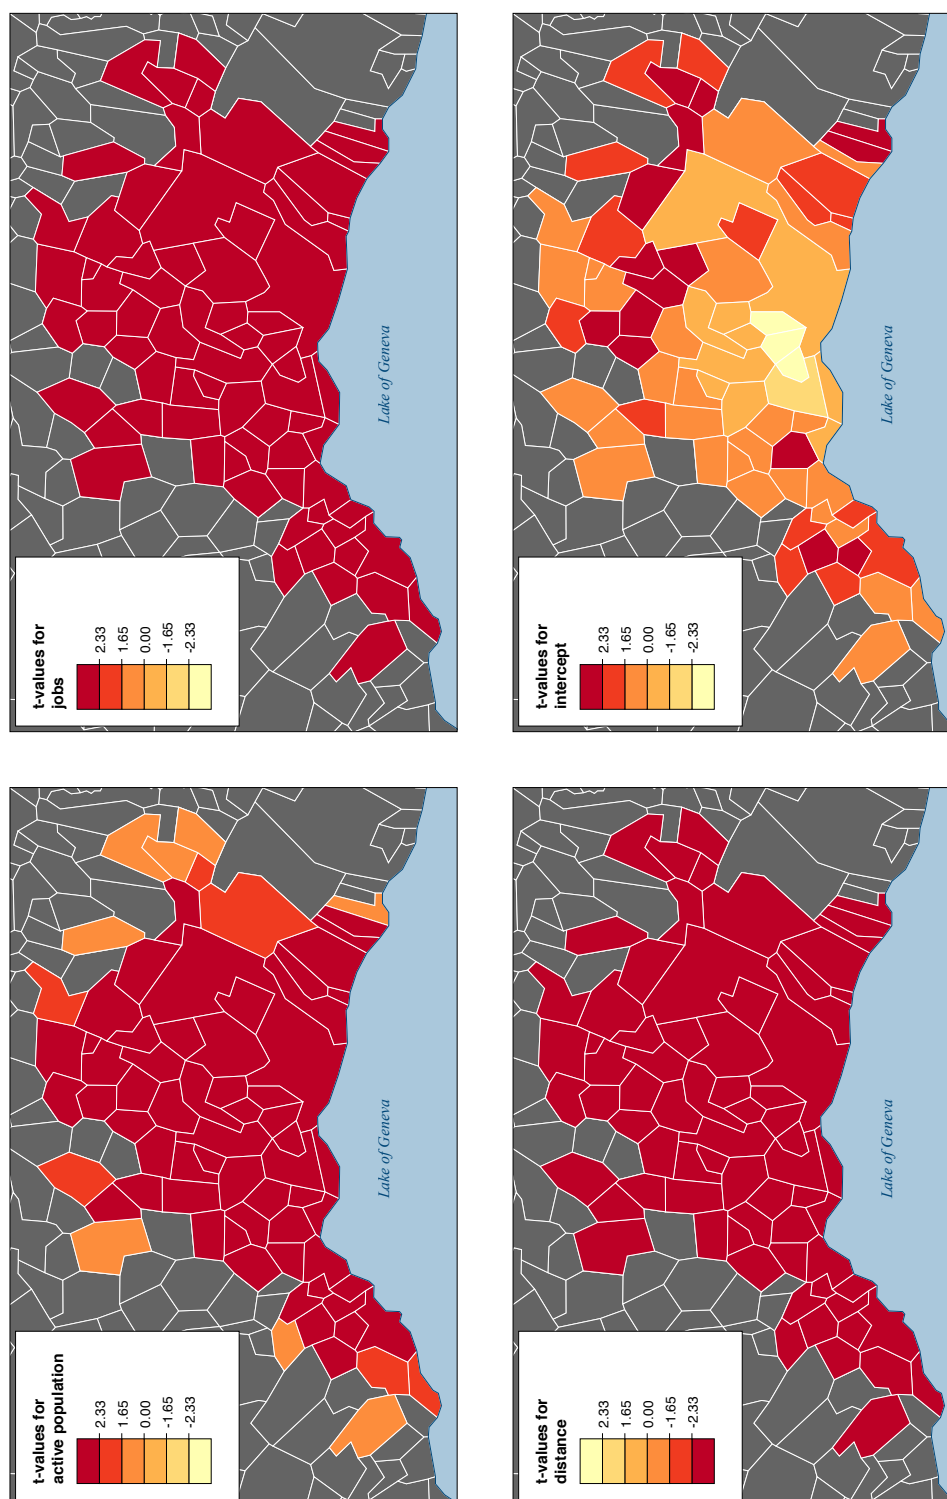 t-values for
active population
2.33
1.65
0.00
-1.65
-2.33
Lake of Geneva
t-values for
jobs
2.33
1.65
0.00
-1.65
-2.33
Lake of Geneva
t-values for
distance
2.33
1.65
0.00
-1.65
-2.33
Lake of Geneva
t-values for
intercept
2.33
1.65
0.00
-1.65
-2.33
Lake of Geneva